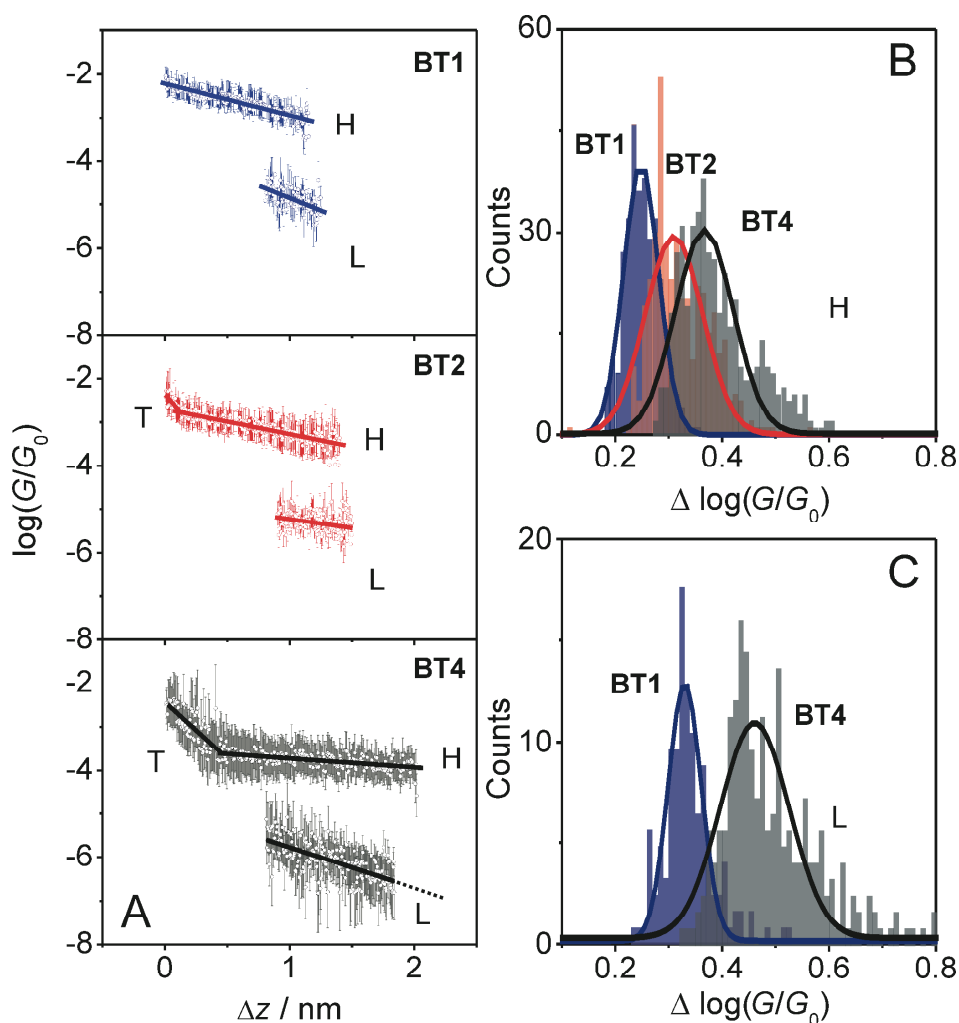 BT1
-2
H
-4
L
-6
-8
BT2
-2
T
H
-4
L
-6
-8
BT4
-2
T
H
-4
-6
A
L
-8
0 1 2
Δz / nm
log(G/G₀)
60
B
BT1
BT2
BT4
30
H
0
0.2 0.4 0.6 0.8
Δ log(G/G₀)
Counts
20
C
BT1
BT4
10
L
0
0.2 0.4 0.6 0.8
Δ log(G/G₀)
Counts